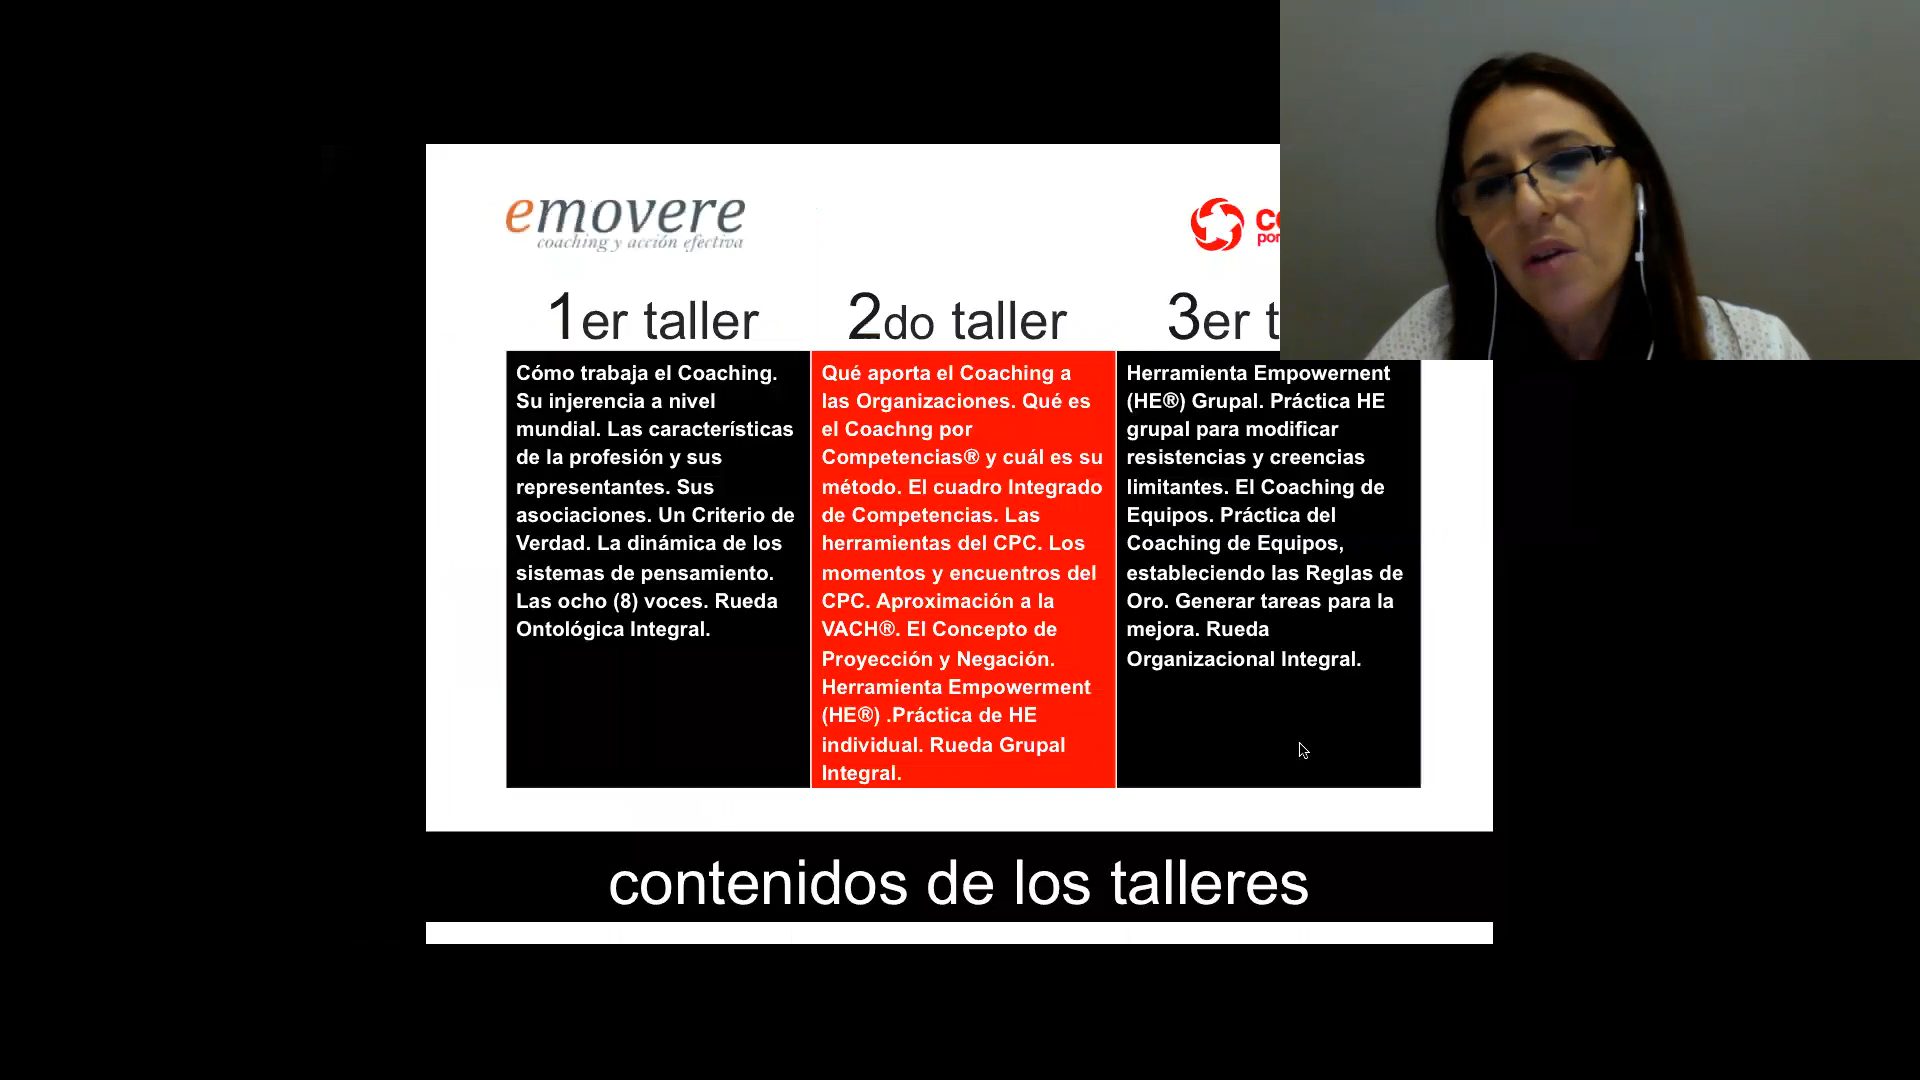 emovere
coaching y acción efectiva
1er taller
2do taller
3er
Cómo trabaja el Coaching.
Su injerencia a nivel
mundial. Las características
de la profesión y sus
representantes. Sus
asociaciones. Un Criterio de
Verdad. La dinámica de los
sistemas de pensamiento.
Las ocho (8) voces. Rueda
Ontológica Integral.
Qué aporta el Coaching a
las Organizaciones. Qué es
el Coachng por
Competencias® y cuál es su
método. El cuadro Integrado
de Competencias. Las
herramientas del CPC. Los
momentos y encuentros del
CPC. Aproximación a la
VACH®. El Concepto de
Proyección y Negación.
Herramienta Empowerment
(HE®) .Práctica de HE
individual. Rueda Grupal
Integral.
Herramienta Empowernent
(HE®) Grupal. Práctica HE
grupal para modificar
resistencias y creencias
limitantes. El Coaching de
Equipos. Práctica del
Coaching de Equipos,
estableciendo las Reglas de
Oro. Generar tareas para la
mejora. Rueda
Organizacional Integral.
contenidos de los talleres